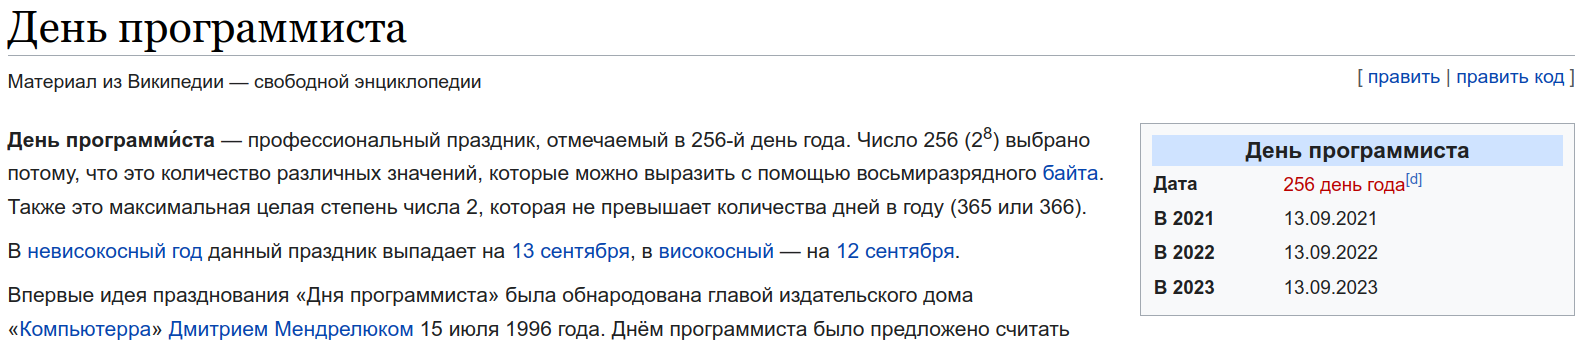 День программиста
Материал из Википедии — свободной энциклопедии
[ править | править код ]
День программи́ста — профессиональный праздник, отмечаемый в 256-й день года. Число 256 (2⁸) выбрано
потому, что это количество различных значений, которые можно выразить с помощью восьмиразрядного байта.
Также это максимальная целая степень числа 2, которая не превышает количества дней в году (365 или 366).
В невисокосный год данный праздник выпадает на 13 сентября, в високосный — на 12 сентября.
Впервые идея празднования «Дня программиста» была обнародована главой издательского дома
«Компьютерра» Дмитрием Мендрелюком 15 июля 1996 года. Днём программиста было предложено считать
День программиста
Дата 256 день года[d]
В 2021 13.09.2021
В 2022 13.09.2022
В 2023 13.09.2023